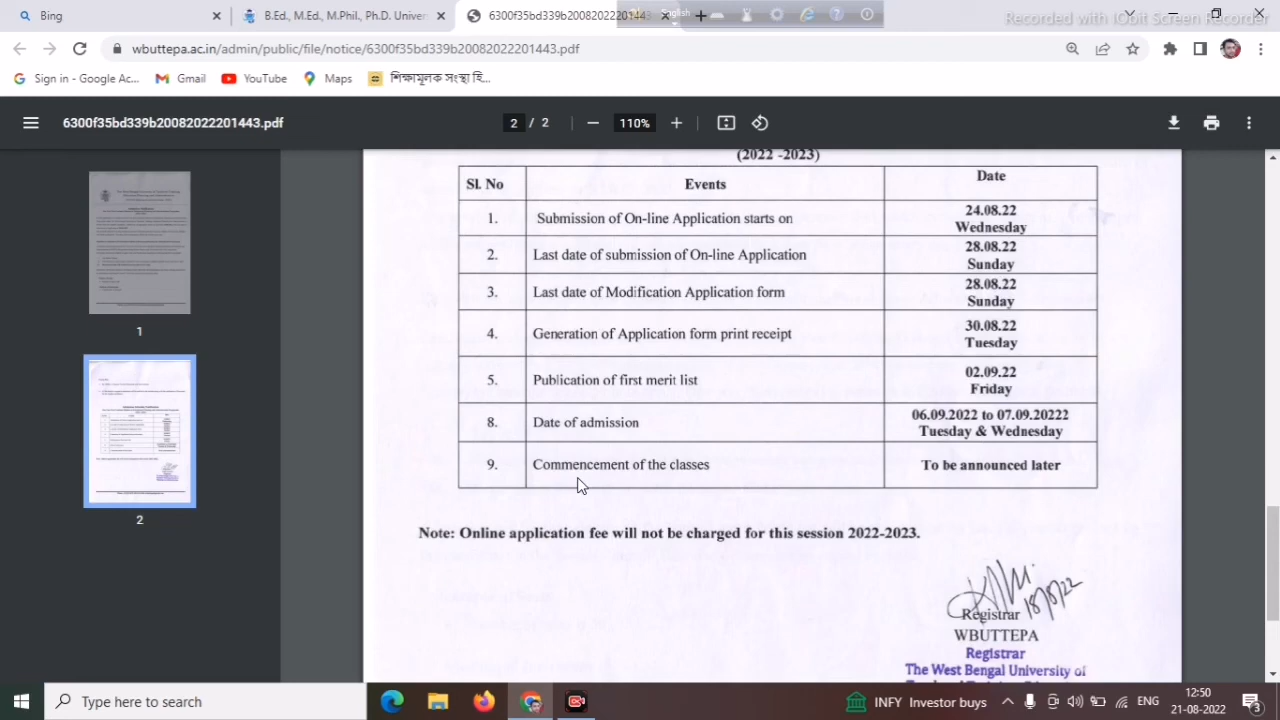 Bing
B.Ed., M.Ed., M.Phil., Ph.D. Univer
6300f35bd339b20082022201443
English
Recorded with IObit Screen Recorder
wbuttepa.ac.in/admin/public/file/notice/6300f35bd339b20082022201443.pdf
Sign in - Google Ac...
Gmail
YouTube
Maps
শিক্ষামূলক সংস্থা হি...
6300f35bd339b20082022201443.pdf
2 / 2
110%
(2022 -2023)
Sl. No Events Date
1. Submission of On-line Application starts on 24.08.22
Wednesday
2. Last date of submission of On-line Application 28.08.22
Sunday
3. Last date of Modification Application form 28.08.22
Sunday
4. Generation of Application form print receipt 30.08.22
Tuesday
5. Publication of first merit list 02.09.22
Friday
8. Date of admission 06.09.2022 to 07.09.20222
Tuesday & Wednesday
9. Commencement of the classes To be announced later
Note: Online application fee will not be charged for this session 2022-2023.
18/8/22
Registrar
WBUTTEPA
Registrar
The West Bengal University of
1
2
Type here to search
INFY Investor buys
ENG
12:50
21-08-2022
3